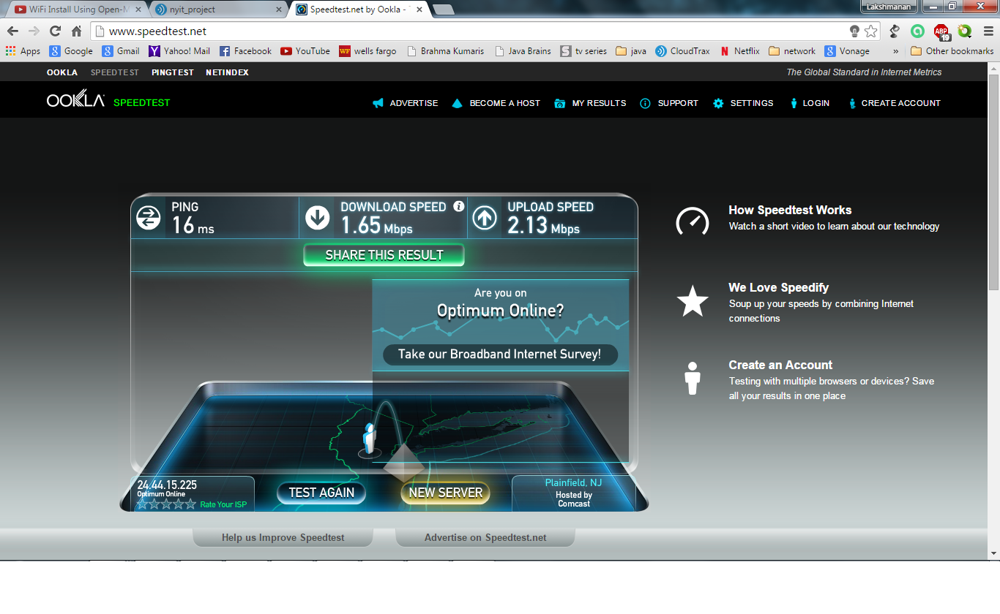 WiFi Install Using Open-M
nyit_project
Speedtest.net by Ookla -
Lakshmanan
www.speedtest.net
ABP
19
Apps
Google
Gmail
Yahoo! Mail
Facebook
YouTube
WF
wells fargo
Brahma Kumaris
Java Brains
tv series
java
CloudTrax
Netflix
network
Vonage
»
Other bookmarks
OOKLA
SPEEDTEST
PINGTEST
NETINDEX
The Global Standard in Internet Metrics
OOKLA SPEEDTEST
ADVERTISE
BECOME A HOST
MY RESULTS
SUPPORT
SETTINGS
LOGIN
CREATE ACCOUNT
PING
16 ms
DOWNLOAD SPEED
1.65 Mbps
UPLOAD SPEED
2.13 Mbps
SHARE THIS RESULT
Are you on
Optimum Online?
Take our Broadband Internet Survey!
24.44.15.225
Optimum Online
Rate Your ISP
TEST AGAIN
NEW SERVER
Plainfield, NJ
Hosted by
Comcast
How Speedtest Works
Watch a short video to learn about our technology
We Love Speedify
Soup up your speeds by combining Internet
connections
Create an Account
Testing with multiple browsers or devices? Save
all your results in one place
Help us Improve Speedtest
Advertise on Speedtest.net